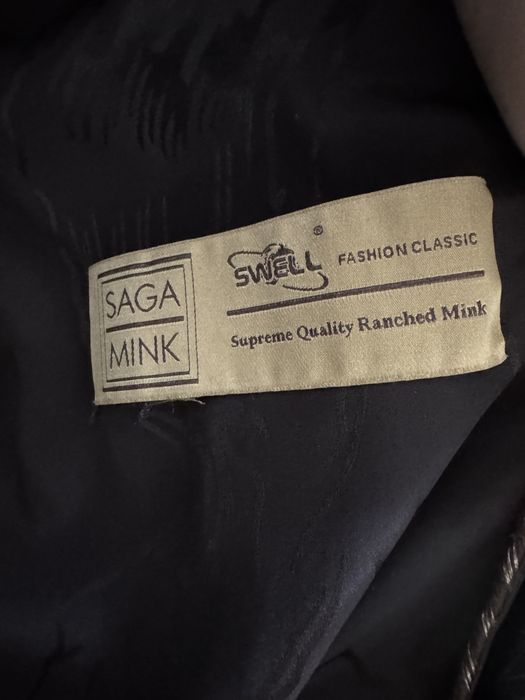 SAGA
MINK
SWELL ®
FASHION CLASSIC
Supreme Quality Ranched Mink